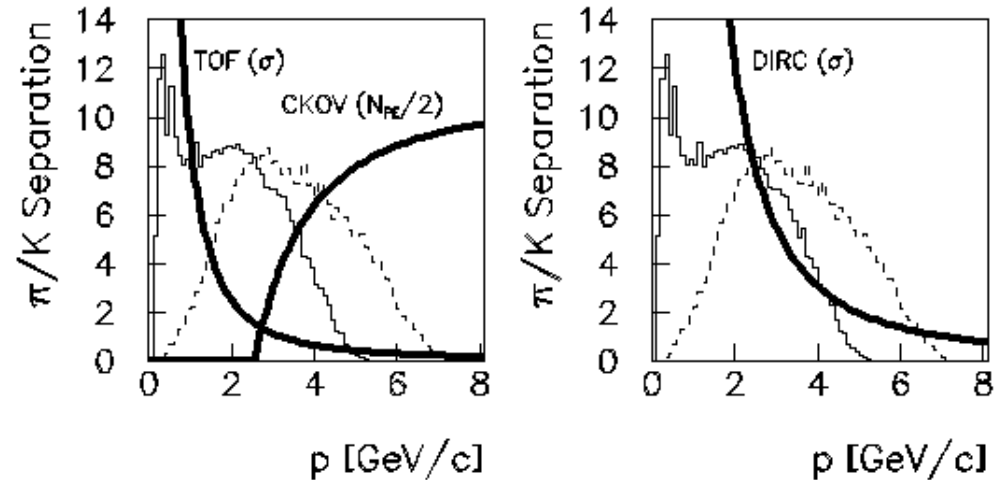 π/K Separation
14
12
10
8
6
4
2
0
TOF (σ)
CKOV (N_PE/2)
0 2 4 6 8
p [GeV/c]
π/K Separation
14
12
10
8
6
4
2
0
DIRC (σ)
0 2 4 6 8
p [GeV/c]